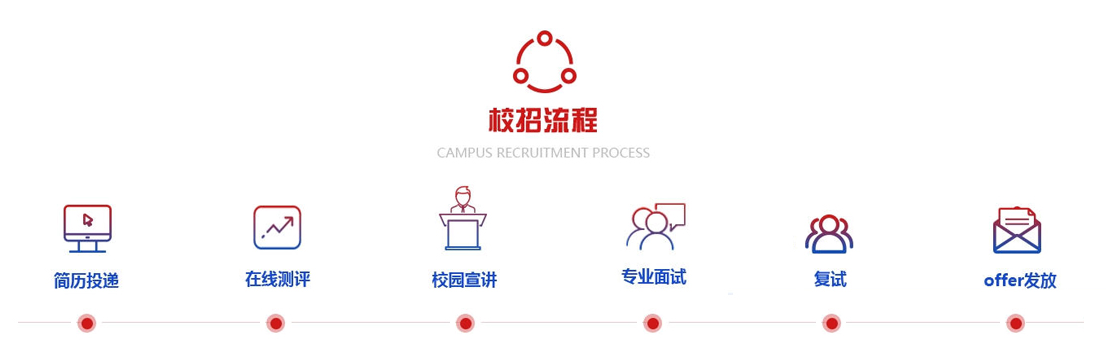 校招流程
CAMPUS RECRUITMENT PROCESS
简历投递
在线测评
校园宣讲
专业面试
复试
offer发放